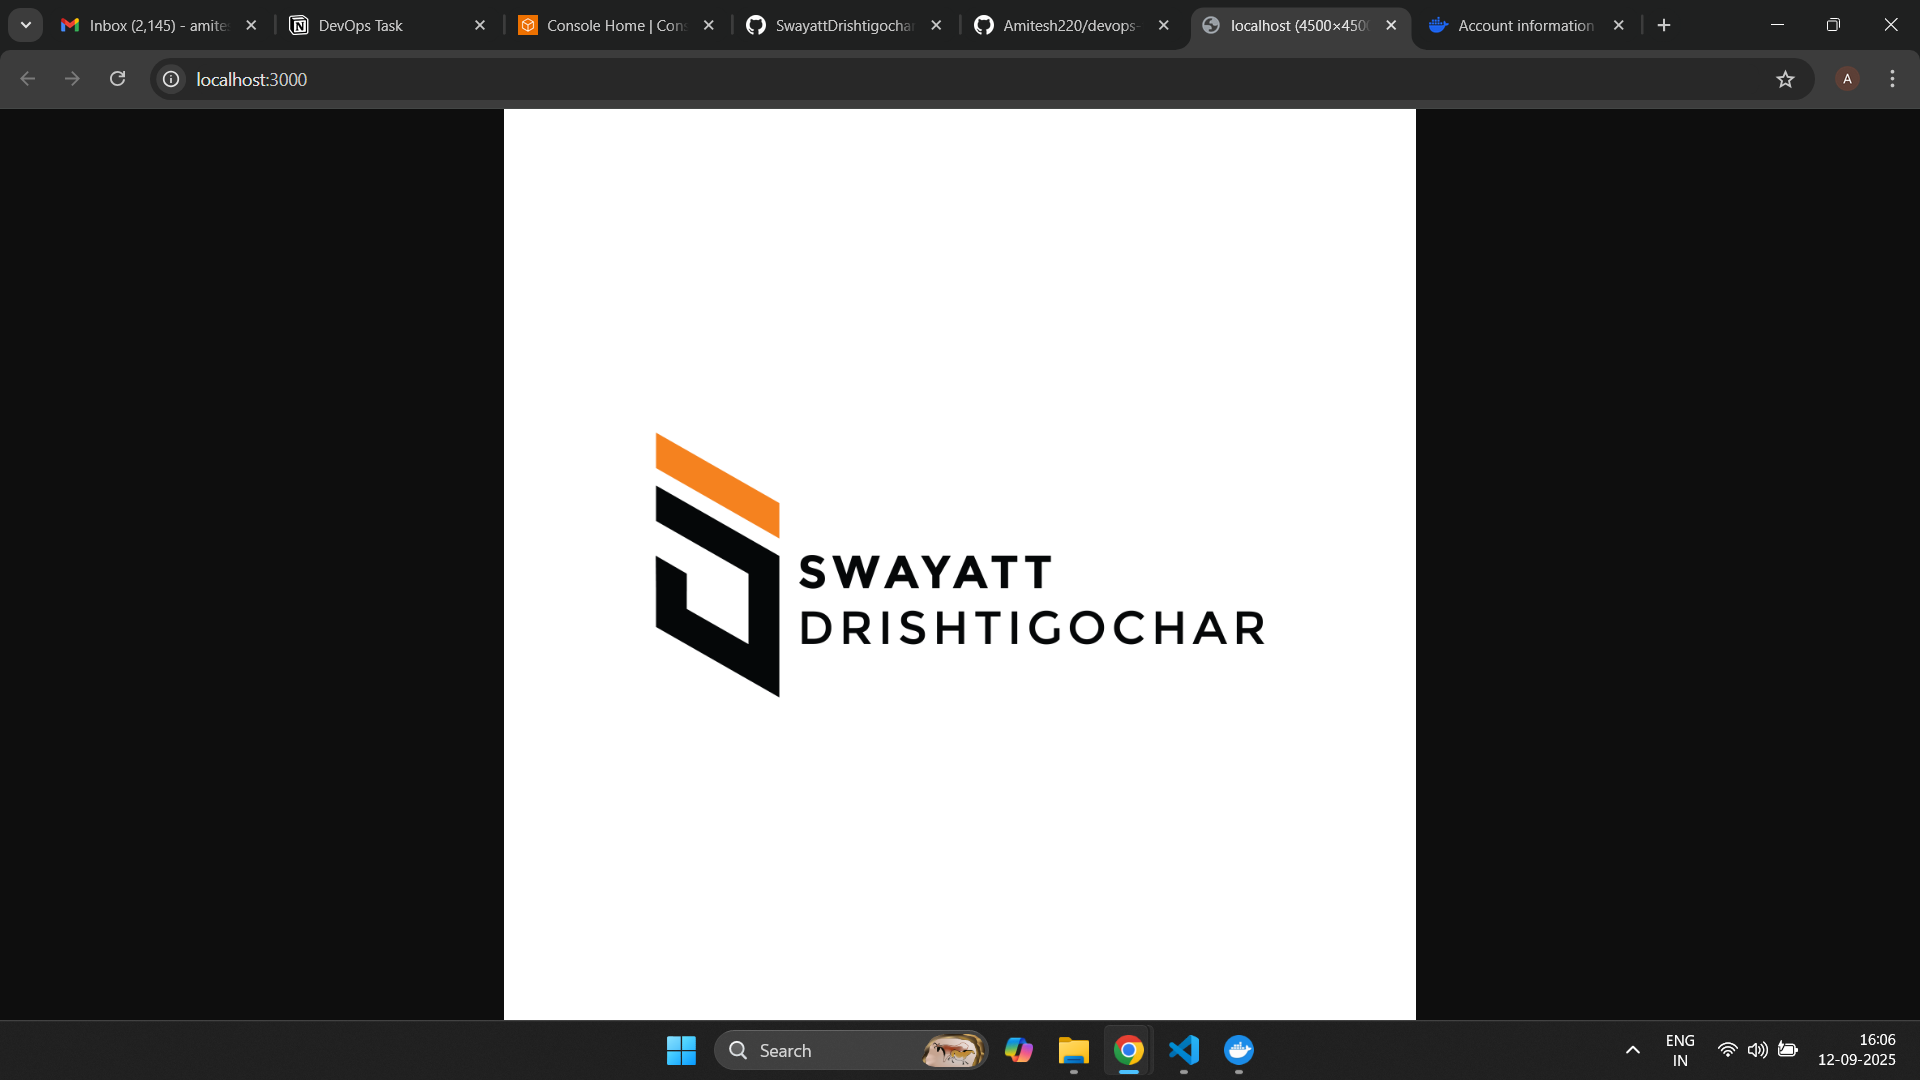 Inbox (2,145) - amite
DevOps Task
Console Home | Cons
SwayattDrishtigochar
Amitesh220/devops-
localhost (4500×450
Account information
localhost:3000
A
SWAYATT
DRISHTIGOCHAR
Search
ENG
IN
16:06
12-09-2025